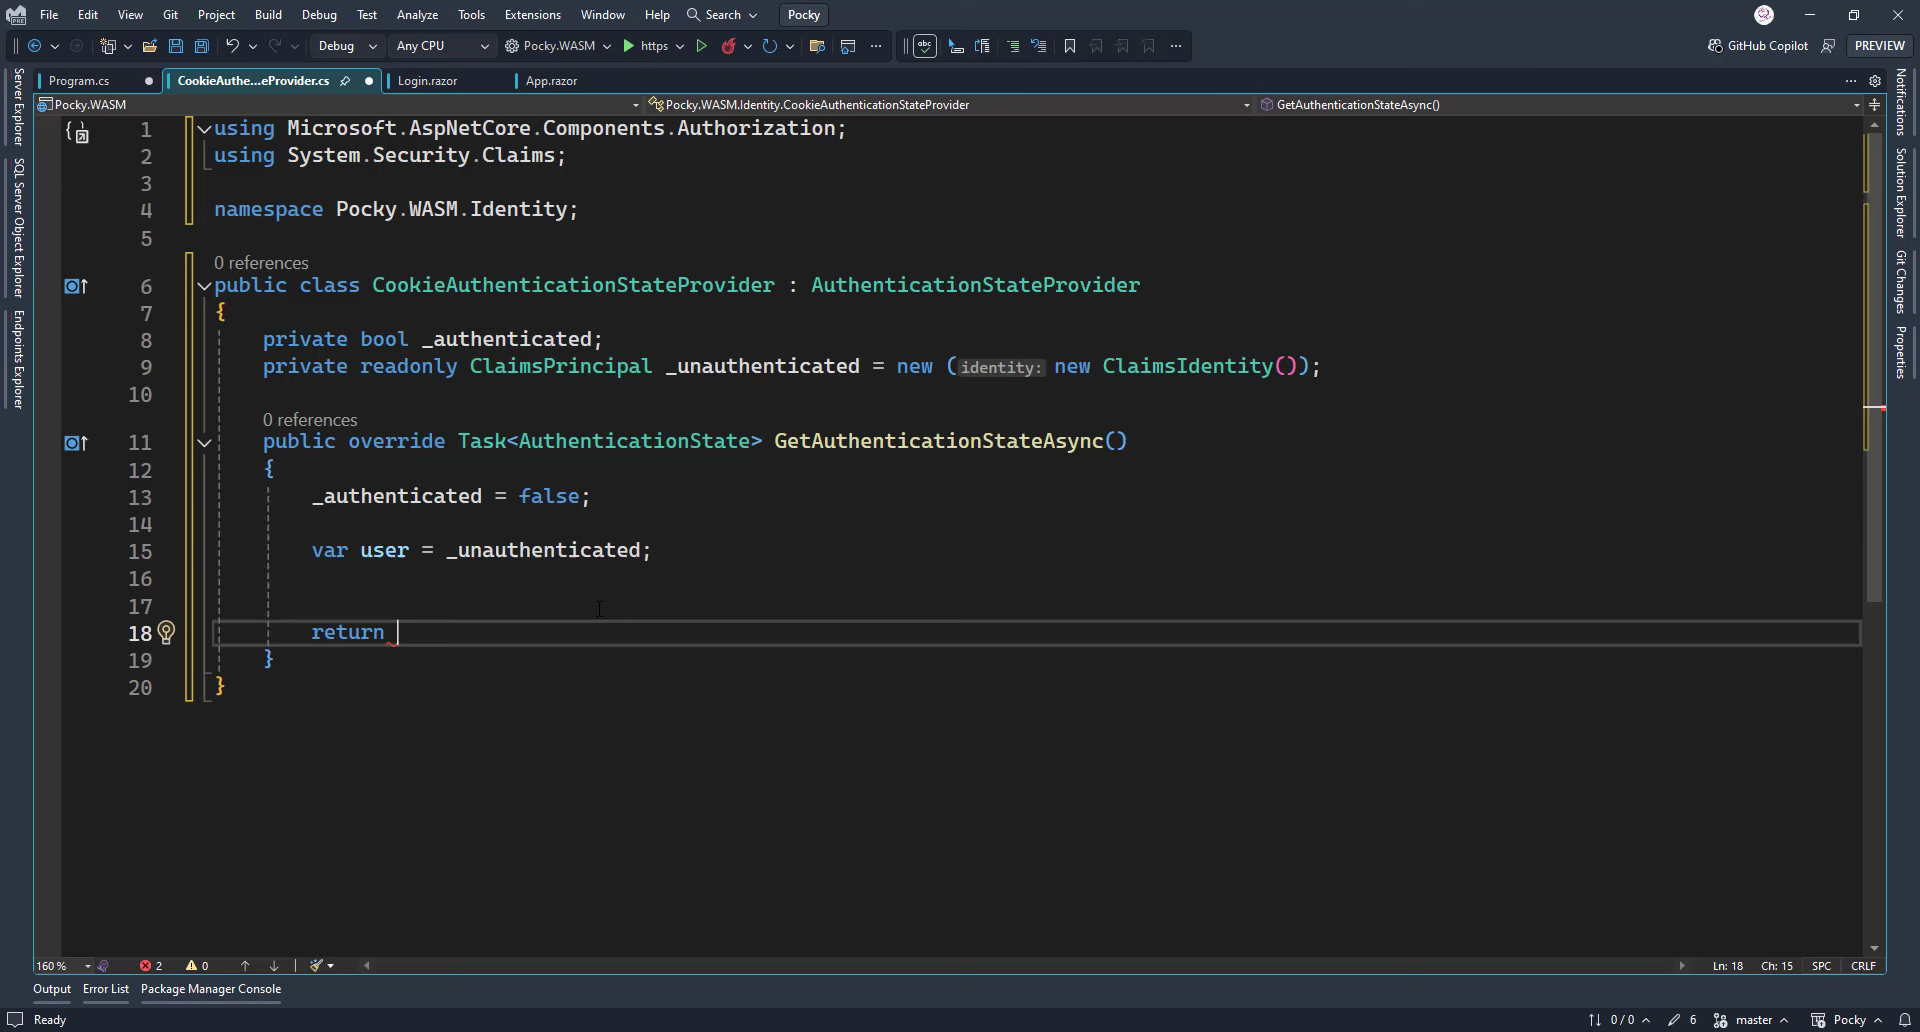 File Edit View Git Project Build Debug Test Analyze Tools Extensions Window Help Search Pocky
Debug Any CPU Pocky.WASM https GitHub Copilot PREVIEW
Program.cs CookieAuthe...eProvider.cs Login.razor App.razor
Pocky.WASM Pocky.WASM.Identity.CookieAuthenticationStateProvider GetAuthenticationStateAsync()
Server Explorer
SQL Server Object Explorer
Endpoints Explorer
1 using Microsoft.AspNetCore.Components.Authorization;
2 using System.Security.Claims;
3
4 namespace Pocky.WASM.Identity;
5
0 references
6 public class CookieAuthenticationStateProvider : AuthenticationStateProvider
7 {
8 private bool _authenticated;
9 private readonly ClaimsPrincipal _unauthenticated = new (identity: new ClaimsIdentity());
10
0 references
11 public override Task<AuthenticationState> GetAuthenticationStateAsync()
12 {
13 _authenticated = false;
14
15 var user = _unauthenticated;
16
17
18 return
19 }
20 }
Notifications
Solution Explorer
Git Changes
Properties
160 % 2 0 Ln: 18 Ch: 15 SPC CRLF
Output Error List Package Manager Console
Ready 0 / 0 6 master Pocky